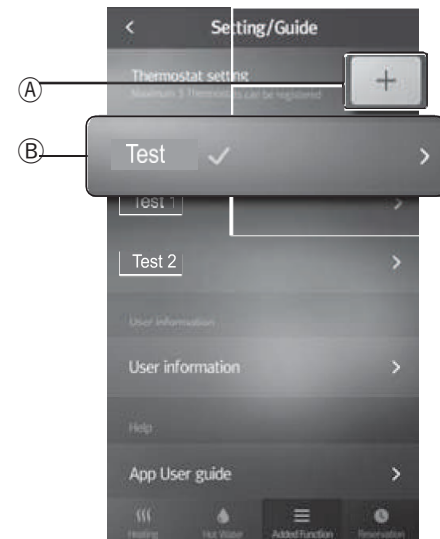 Setting/Guide
Thermostat setting
Maximum 3 Thermostats can be registered
Ⓐ
Ⓑ
Test
Test 1
Test 2
User information
User information
Help
App User guide
Heating
Hot Water
Added Function
Reservation